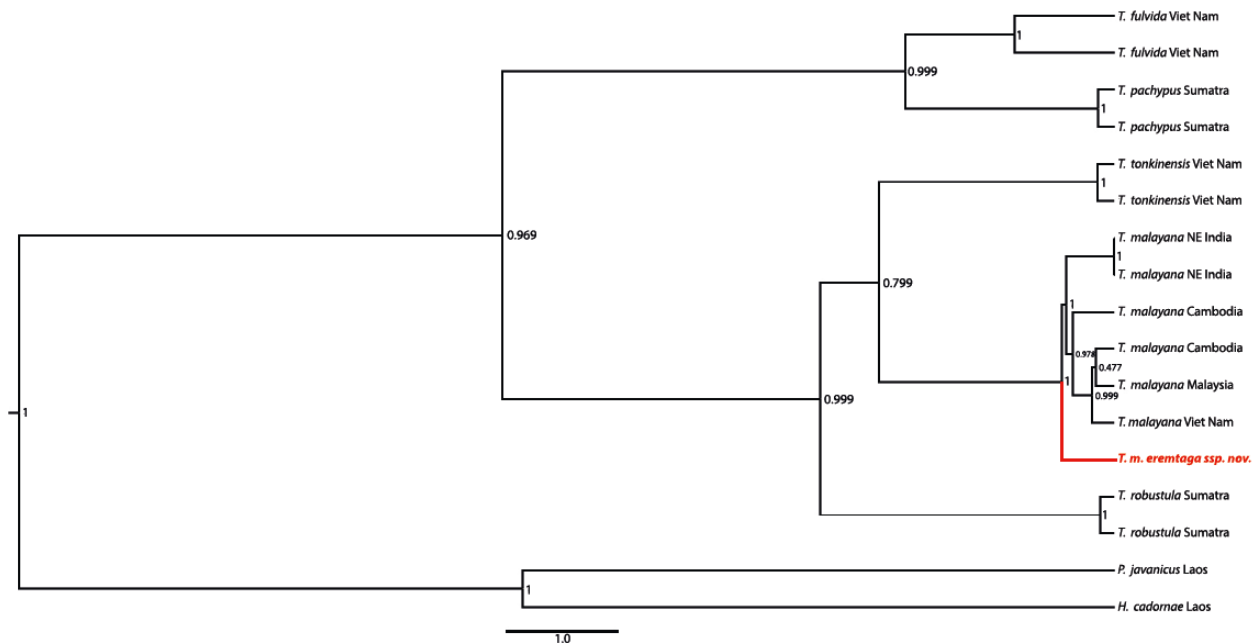 T. fulvida Viet Nam
1
T. fulvida Viet Nam
0.999
T. pachypus Sumatra
1
T. pachypus Sumatra
T. tonkinensis Viet Nam
1
T. tonkinensis Viet Nam
0.969
T. malayana NE India
1
T. malayana NE India
0.799
1
T. malayana Cambodia
T. malayana Cambodia
0.978
0.477
T. malayana Malaysia
1
0.999
0.999
1
T. malayana Viet Nam
T. m. eremtaga ssp. nov.
T. robustula Sumatra
1
T. robustula Sumatra
P. javanicus Laos
1
H. cadornae Laos
1.0